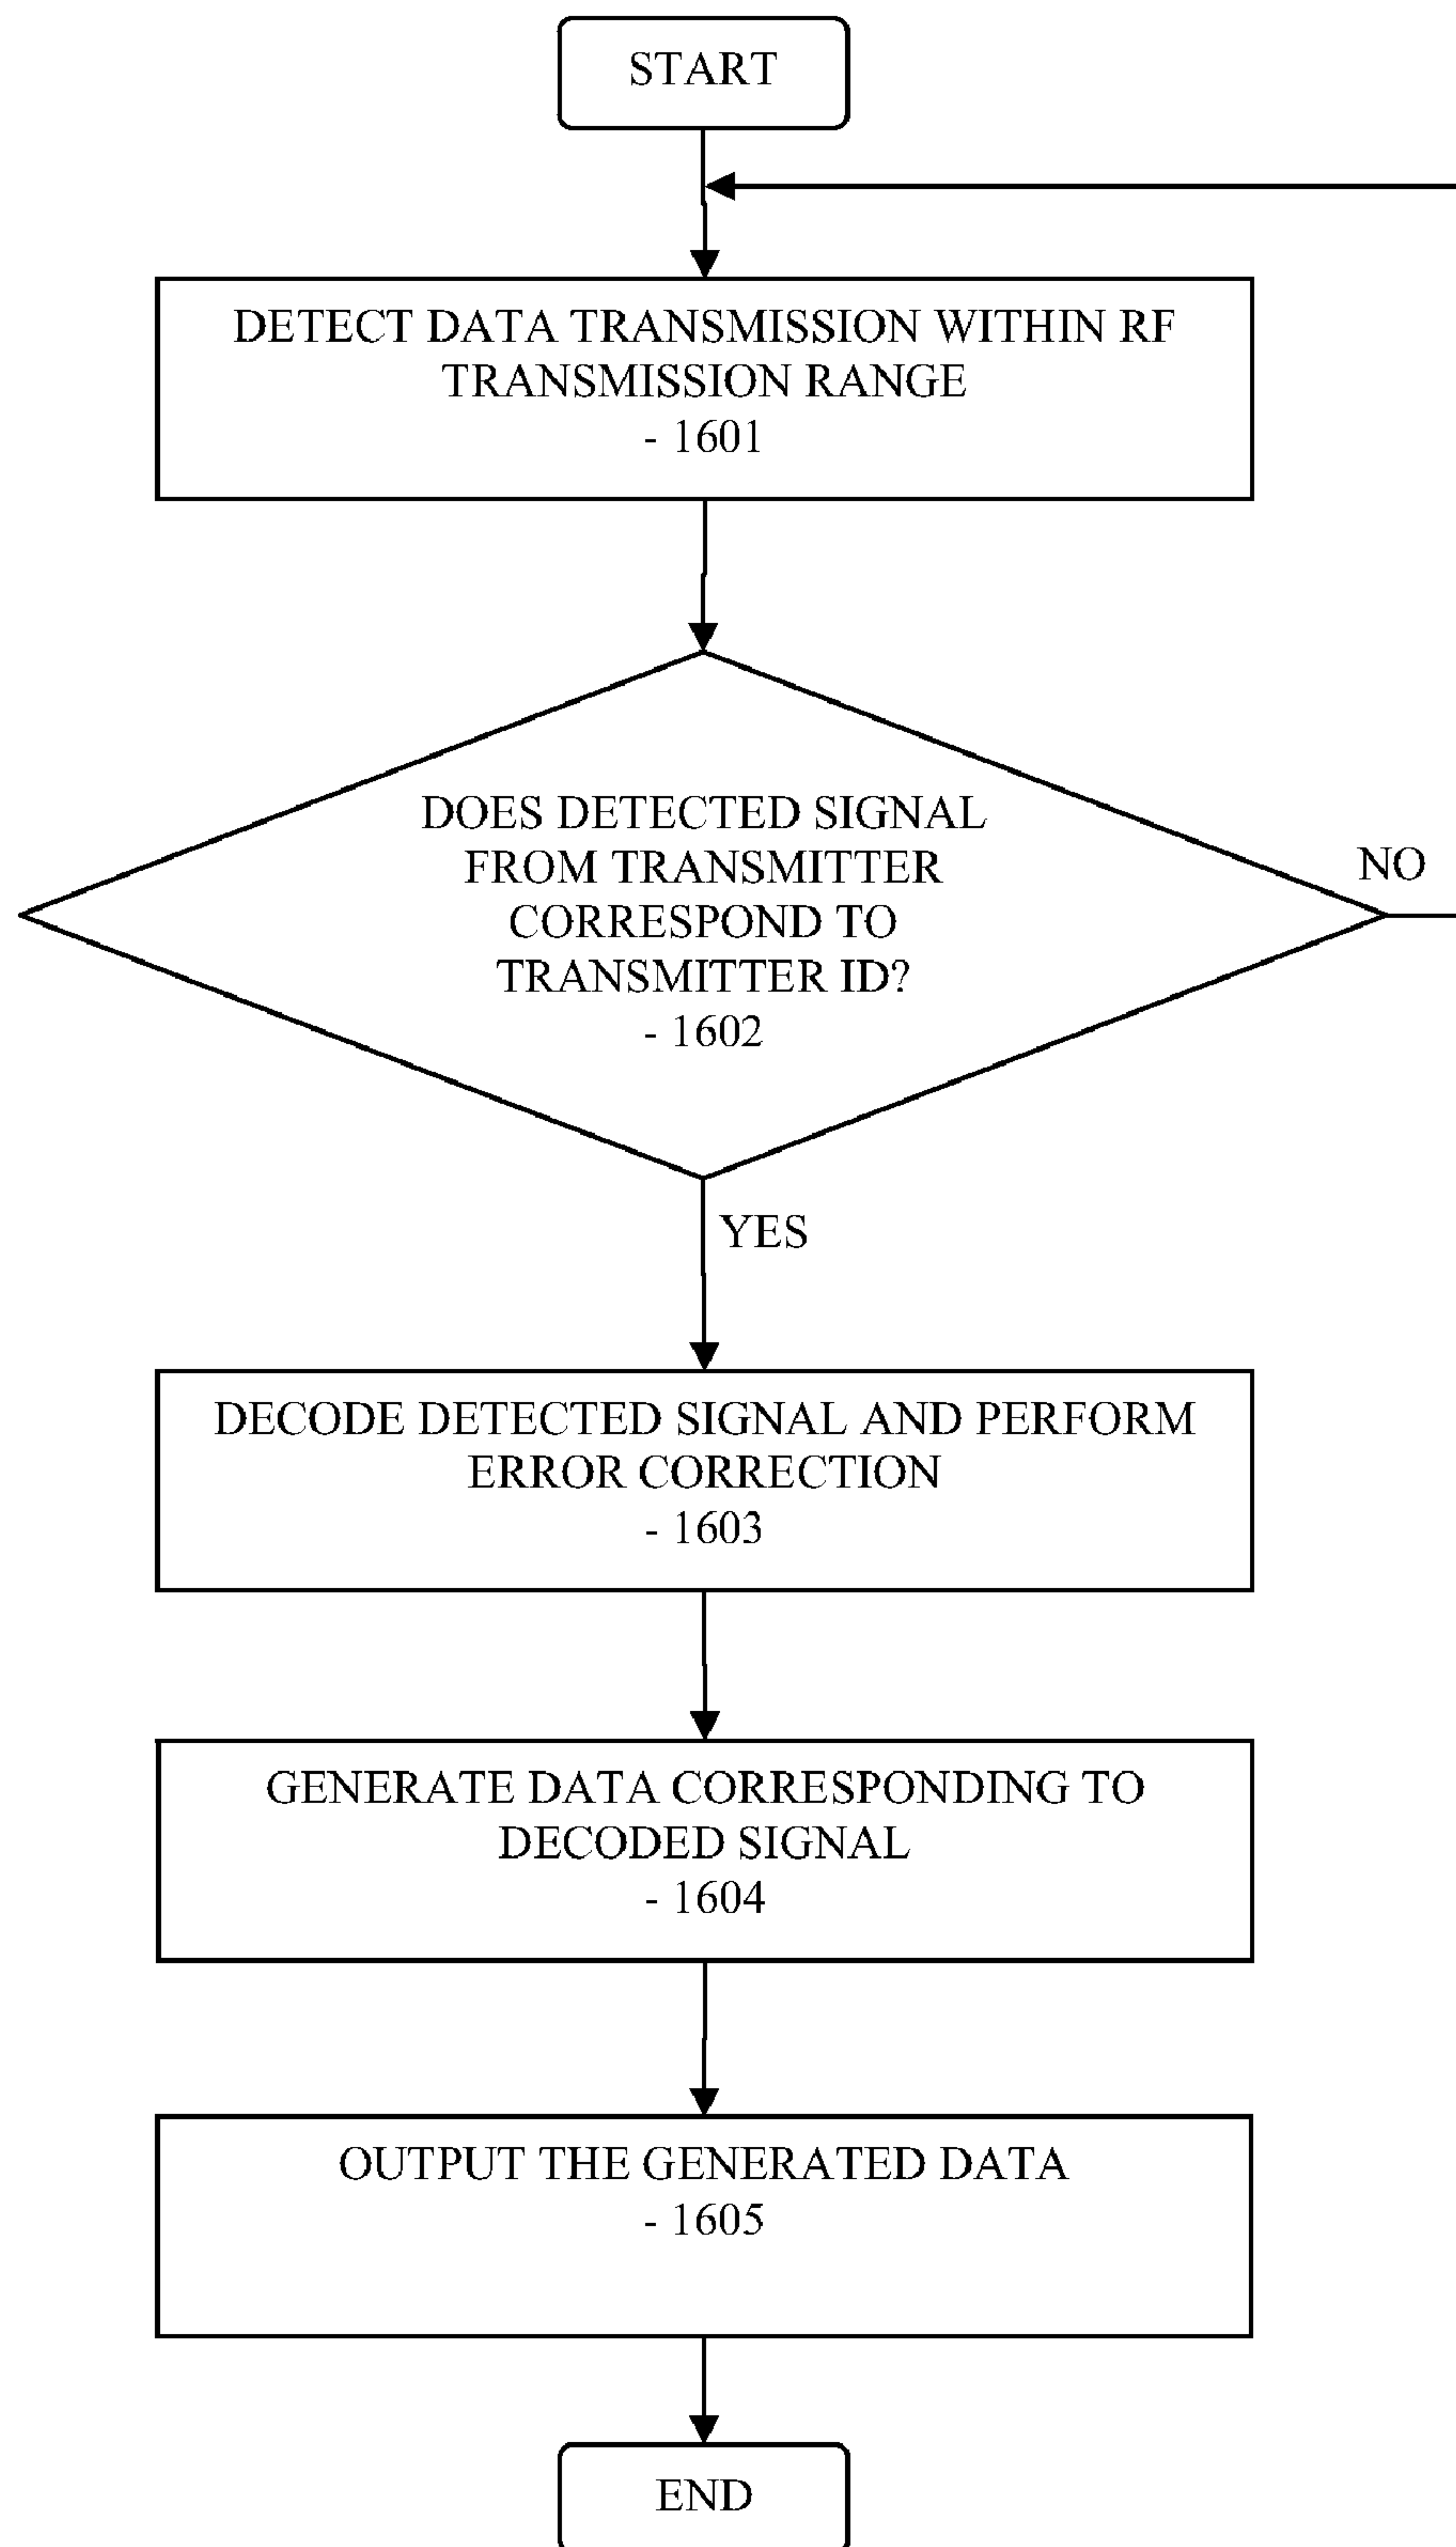 START
DETECT DATA TRANSMISSION WITHIN RF
TRANSMISSION RANGE
- 1601
DOES DETECTED SIGNAL
FROM TRANSMITTER
CORRESPOND TO
TRANSMITTER ID?
- 1602
NO
YES
DECODE DETECTED SIGNAL AND PERFORM
ERROR CORRECTION
- 1603
GENERATE DATA CORRESPONDING TO
DECODED SIGNAL
- 1604
OUTPUT THE GENERATED DATA
- 1605
END